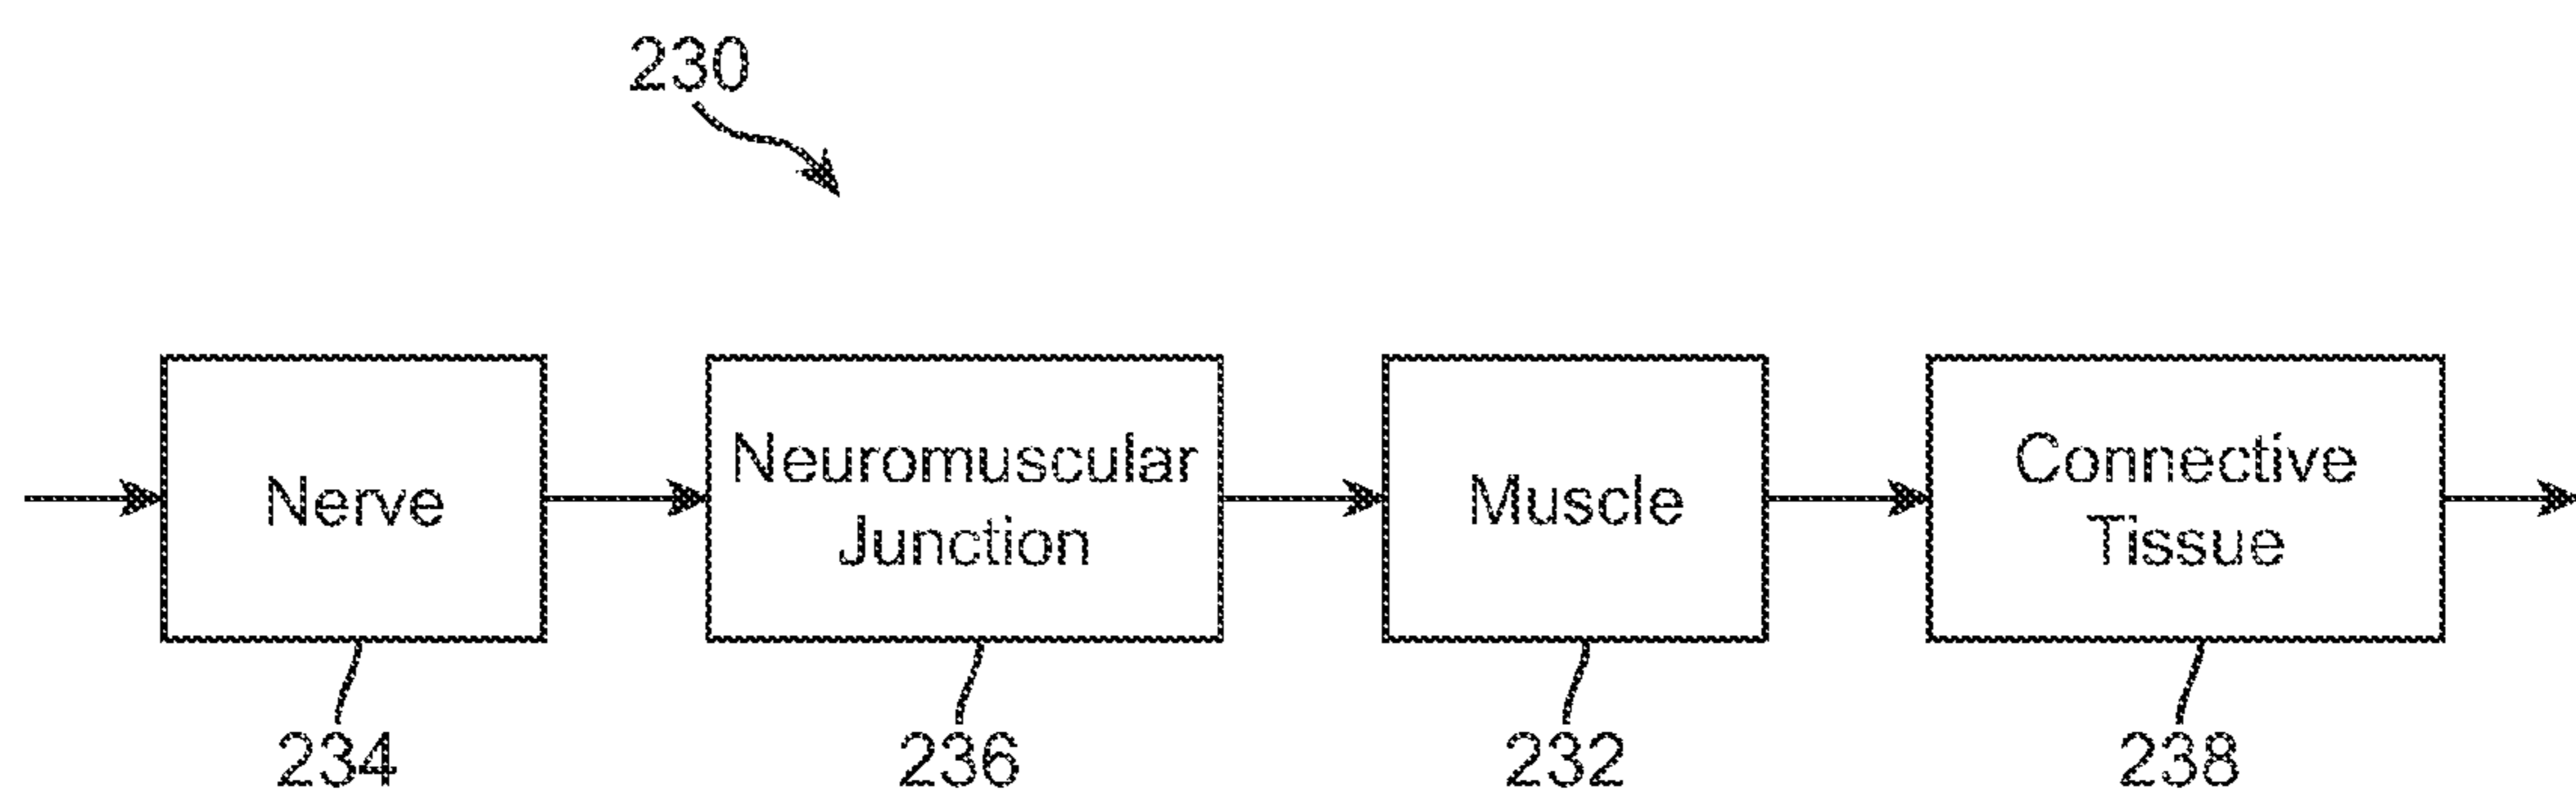 230
Nerve
Neuromuscular
Junction
Muscle
Connective
Tissue
234
236
232
238